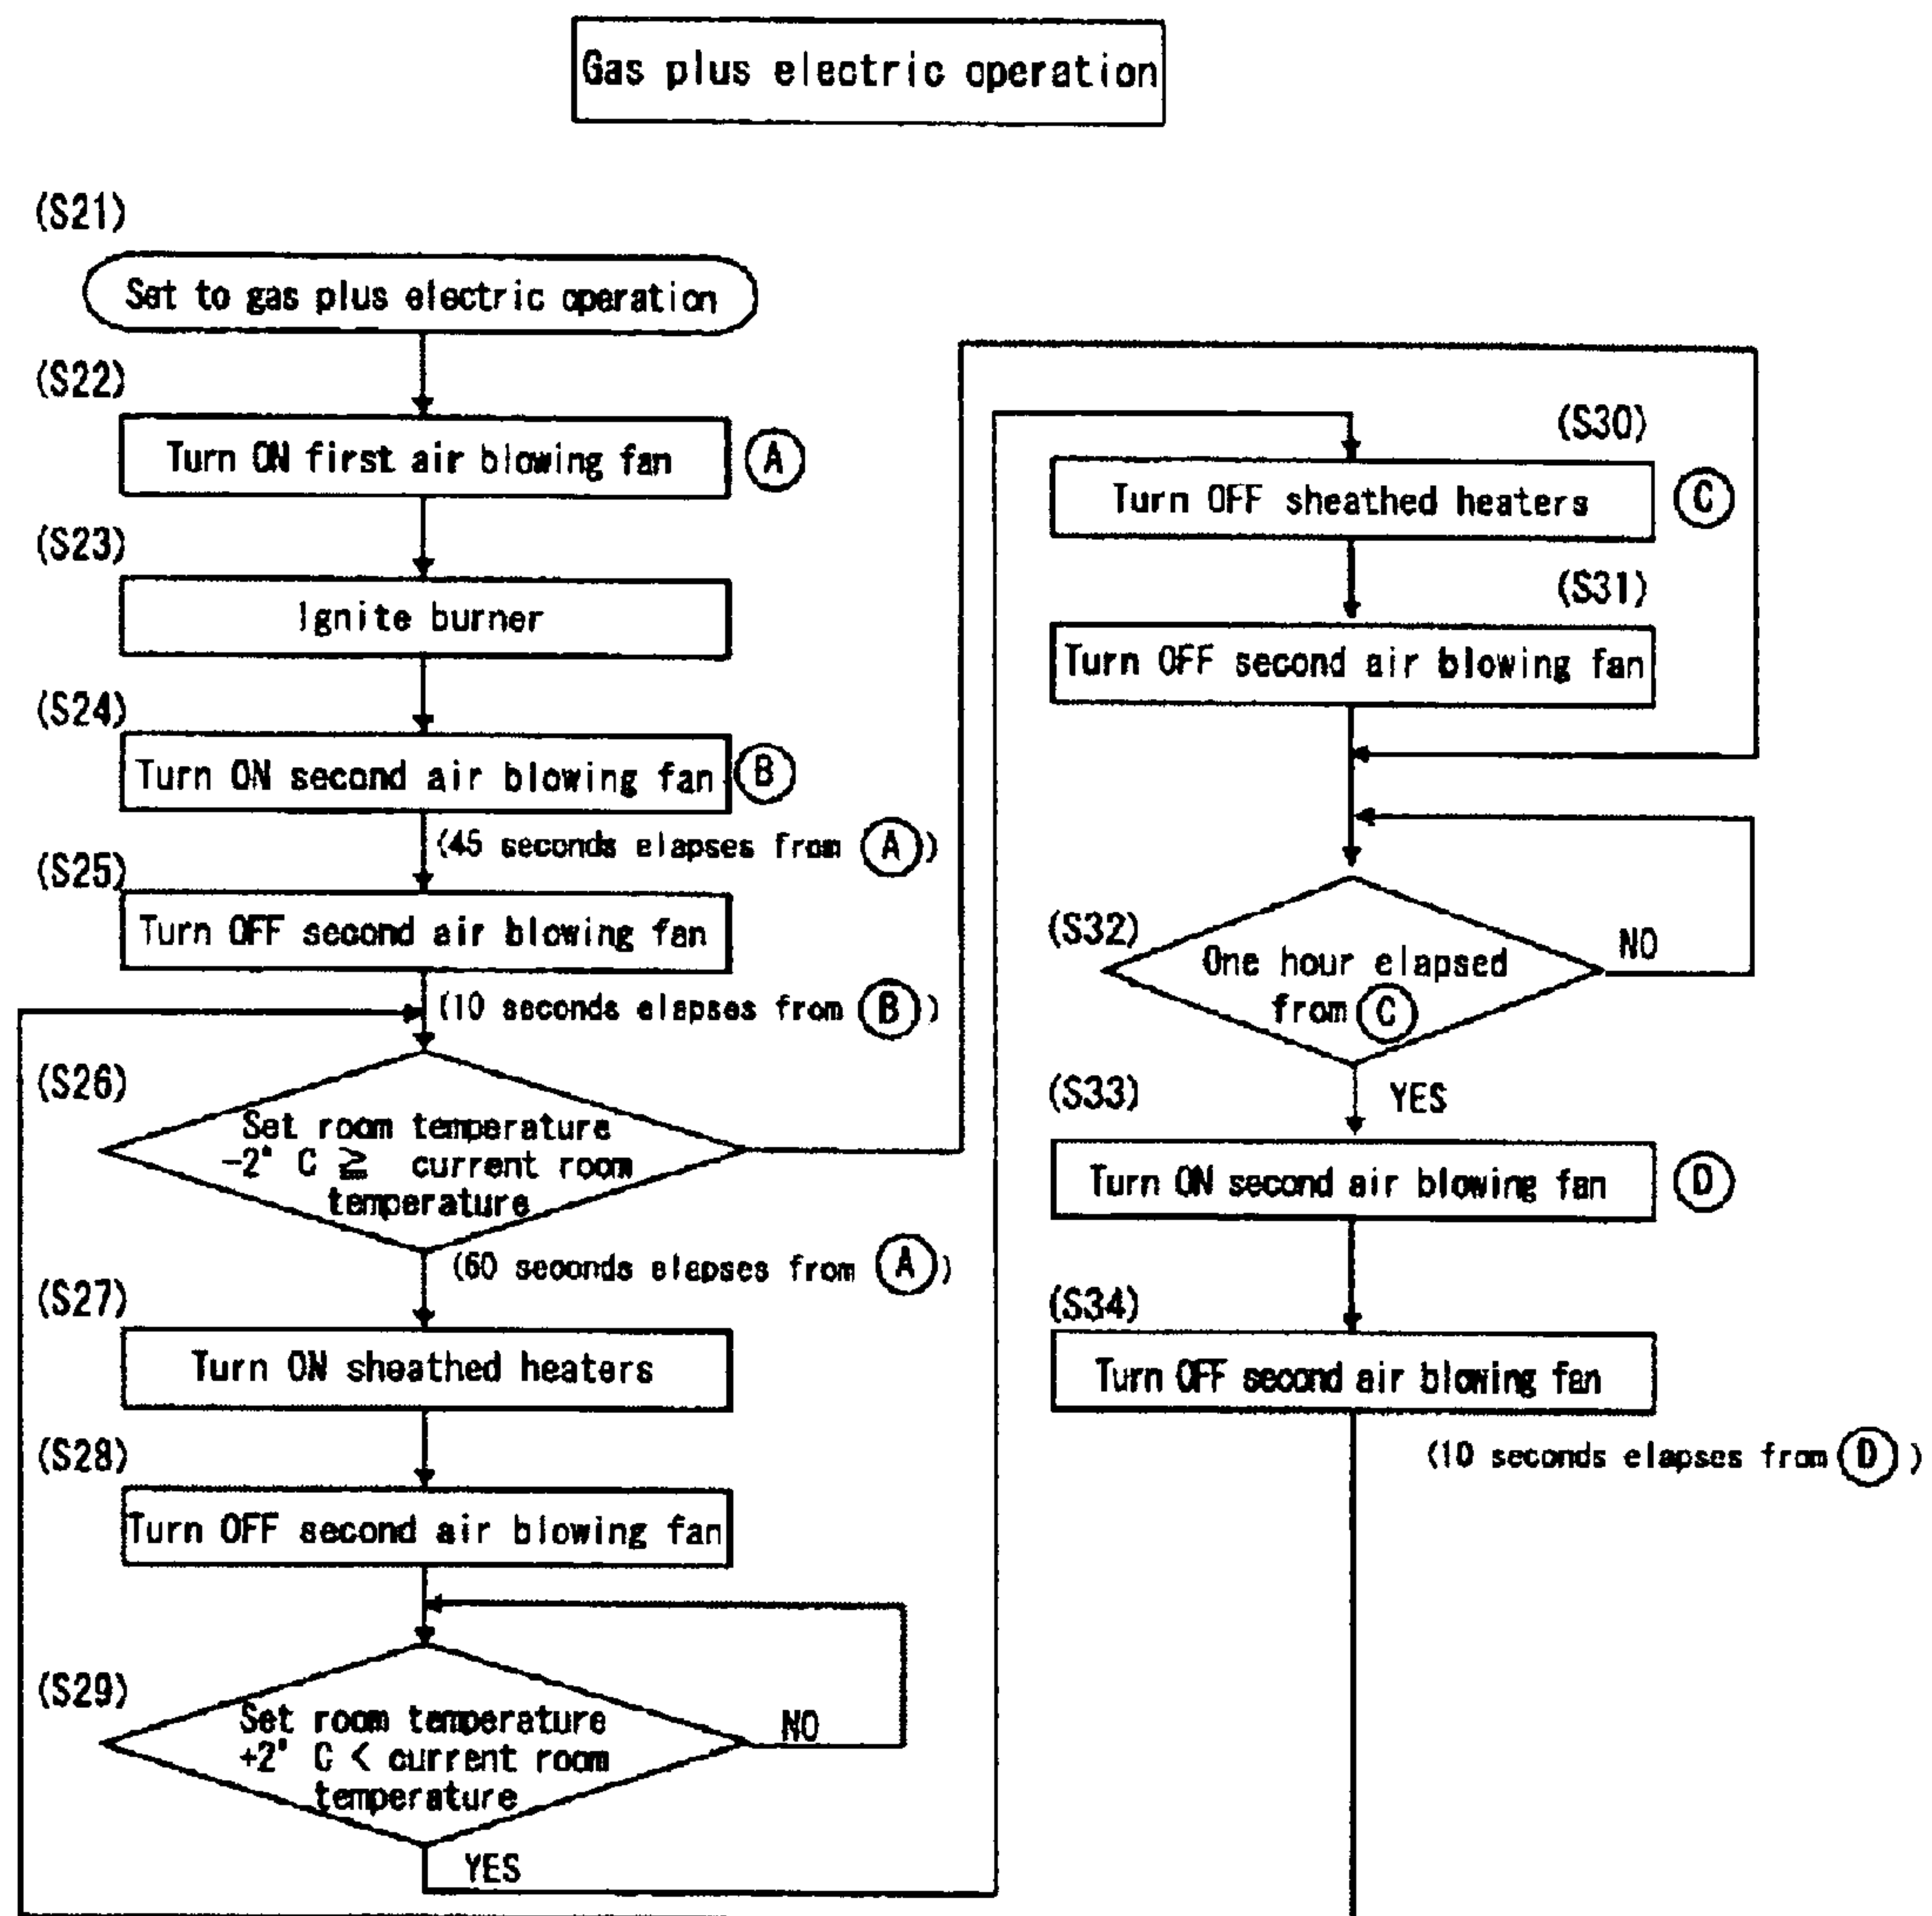 Gas plus electric operation
(S21)
Set to gas plus electric operation
(S22)
Turn ON first air blowing fan
A
(S23)
Ignite burner
(S24)
Turn ON second air blowing fan
B
(45 seconds elapses from A)
(S25)
Turn OFF second air blowing fan
(10 seconds elapses from B)
(S26)
Set room temperature
-2° C ≧ current room
temperature
(60 seconds elapses from A)
(S27)
Turn ON sheathed heaters
(S28)
Turn OFF second air blowing fan
(S29)
Set room temperature
+2° C < current room
temperature
NO
YES
(S30)
Turn OFF sheathed heaters
C
(S31)
Turn OFF second air blowing fan
(S32)
One hour elapsed
from C
NO
YES
(S33)
Turn ON second air blowing fan
D
(S34)
Turn OFF second air blowing fan
(10 seconds elapses from D)